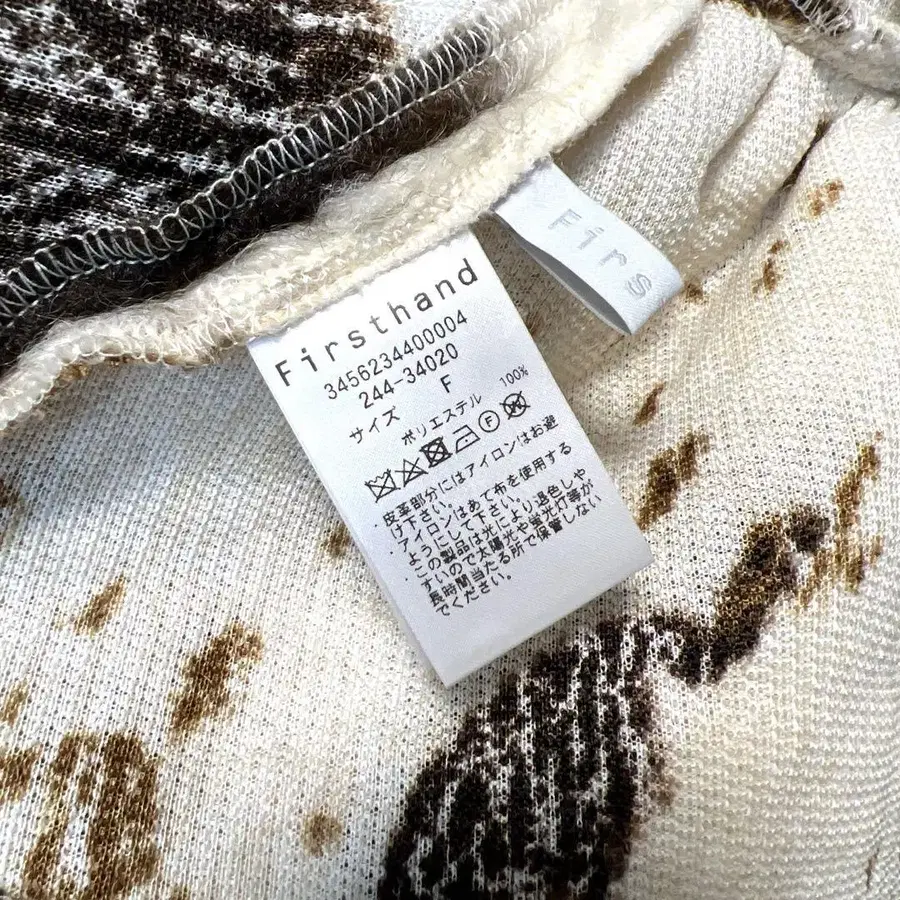 Firsthand
3456234400004
244-34020
サイズ F
ポリエステル 100%
F
・皮革部分にはアイロンはお避
け下さい。
・アイロンはあて布を使用する
ようにして下さい。
・この製品は光により退色しや
すいので太陽光や蛍光灯等が
長時間当たる所で保管しない
でください。
Firs